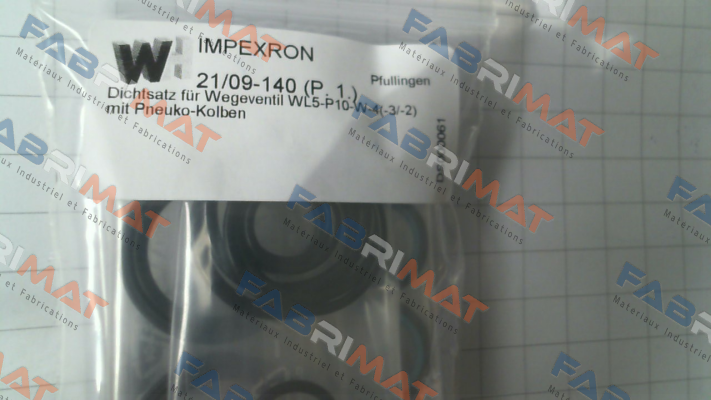 W
IMPEXRON
21/09-140 (P. 1.) Pfullingen
Dichtsatz für Wegeventil WL5-P10-W-4(-3/-2)
mit Pneuko-Kolben
FABRIMAT
Materiaux Industriel et Fabrications